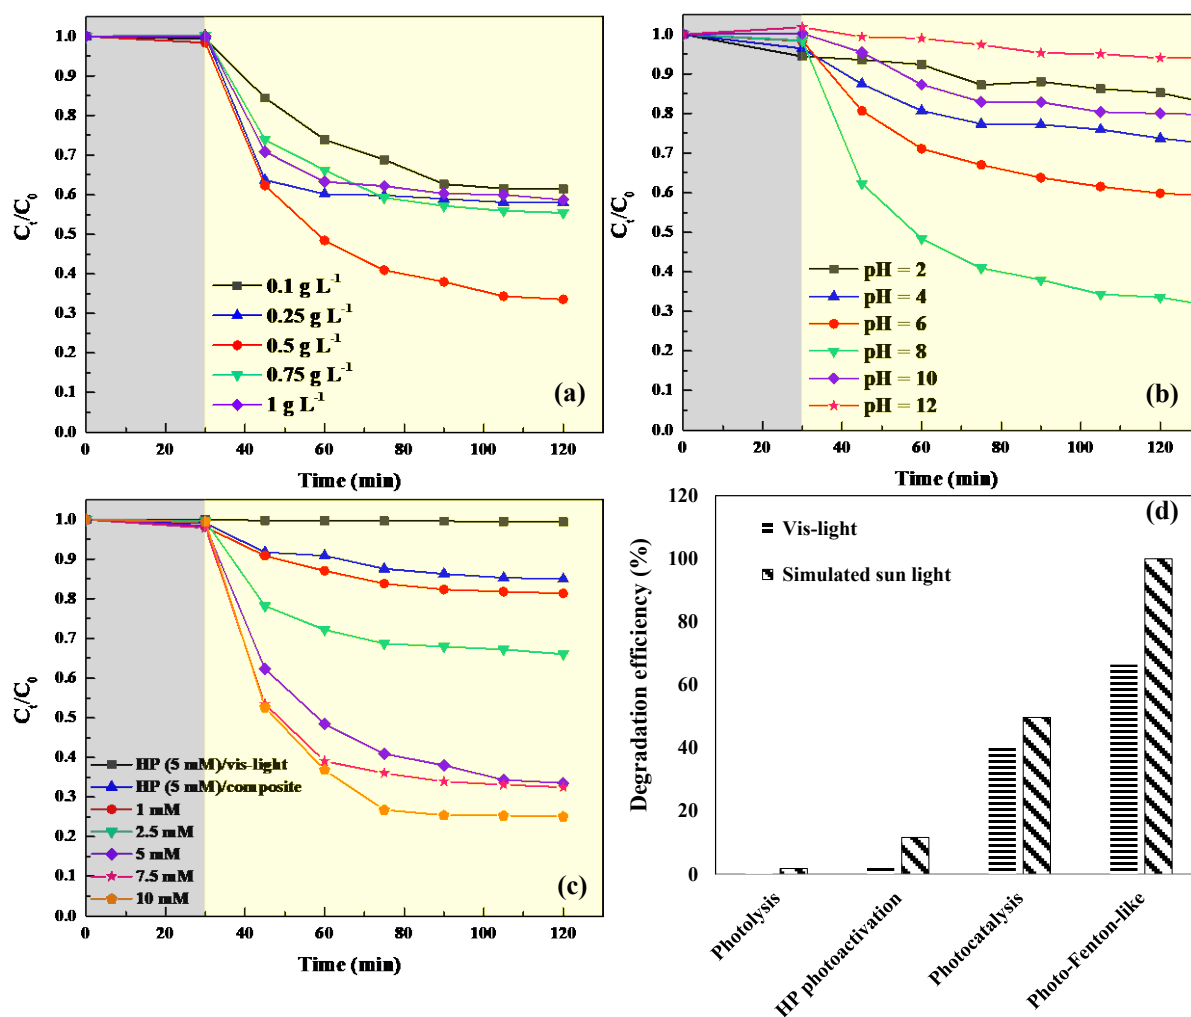 1.0
0.9
0.8
0.7
0.6
0.5
0.4
0.3
0.2
0.1
0.0
Ct/C0
0.1 g L-1
0.25 g L-1
0.5 g L-1
0.75 g L-1
1 g L-1
(a)
0 20 40 60 80 100 120
Time (min)
1.0
0.9
0.8
0.7
0.6
0.5
0.4
0.3
0.2
0.1
0.0
Ct/C0
pH = 2
pH = 4
pH = 6
pH = 8
pH = 10
pH = 12
(b)
0 20 40 60 80 100 120
Time (min)
1.0
0.9
0.8
0.7
0.6
0.5
0.4
0.3
0.2
0.1
0.0
Ct/C0
HP (5 mM)/vis-light
HP (5 mM)/composite
1 mM
2.5 mM
5 mM
7.5 mM
10 mM
(c)
0 20 40 60 80 100 120
Time (min)
120
100
80
60
40
20
0
Degradation efficiency (%)
Vis-light
Simulated sun light
(d)
Photolysis
HP photoactivation
Photocatalysis
Photo-Fenton-like